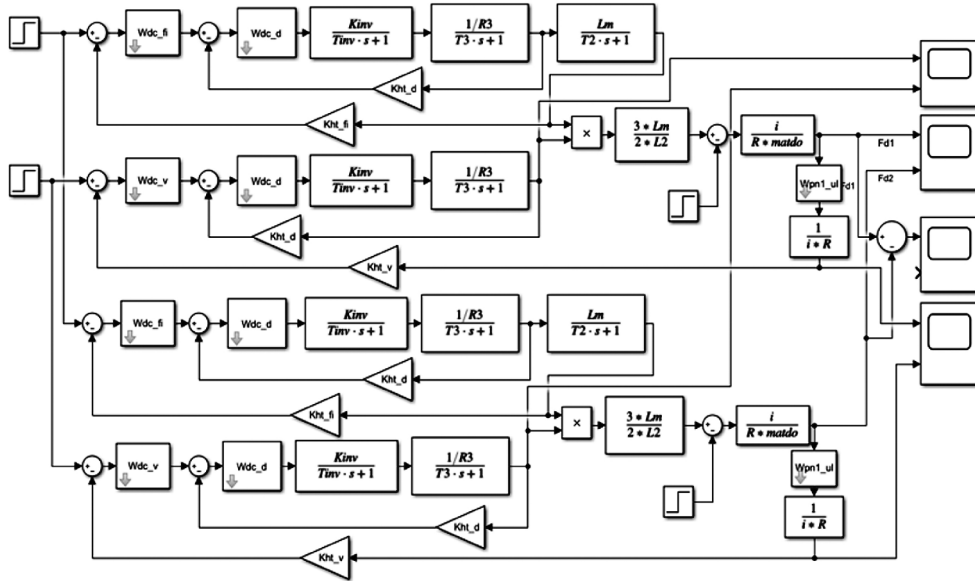 Wdc_fi
Wdc_d
Kinv
Tinv · s + 1
1/R3
T3 · s + 1
Lm
T2 · s + 1
Kht_d
Kht_fi
×
3 * Lm
2 * L2
i
R * matdo
Fd1
Fd2
Wdc_v
Wdc_d
Kinv
Tinv · s + 1
1/R3
T3 · s + 1
Wpn1_ul
Fd1
Kht_d
1
i * R
Kht_v
Wdc_fi
Wdc_d
Kinv
Tinv · s + 1
1/R3
T3 · s + 1
Lm
T2 · s + 1
Kht_d
Kht_fi
×
3 * Lm
2 * L2
i
R * matdo
Wdc_v
Wdc_d
Kinv
Tinv · s + 1
1/R3
T3 · s + 1
Wpn1_ul
Kht_d
1
i * R
Kht_v